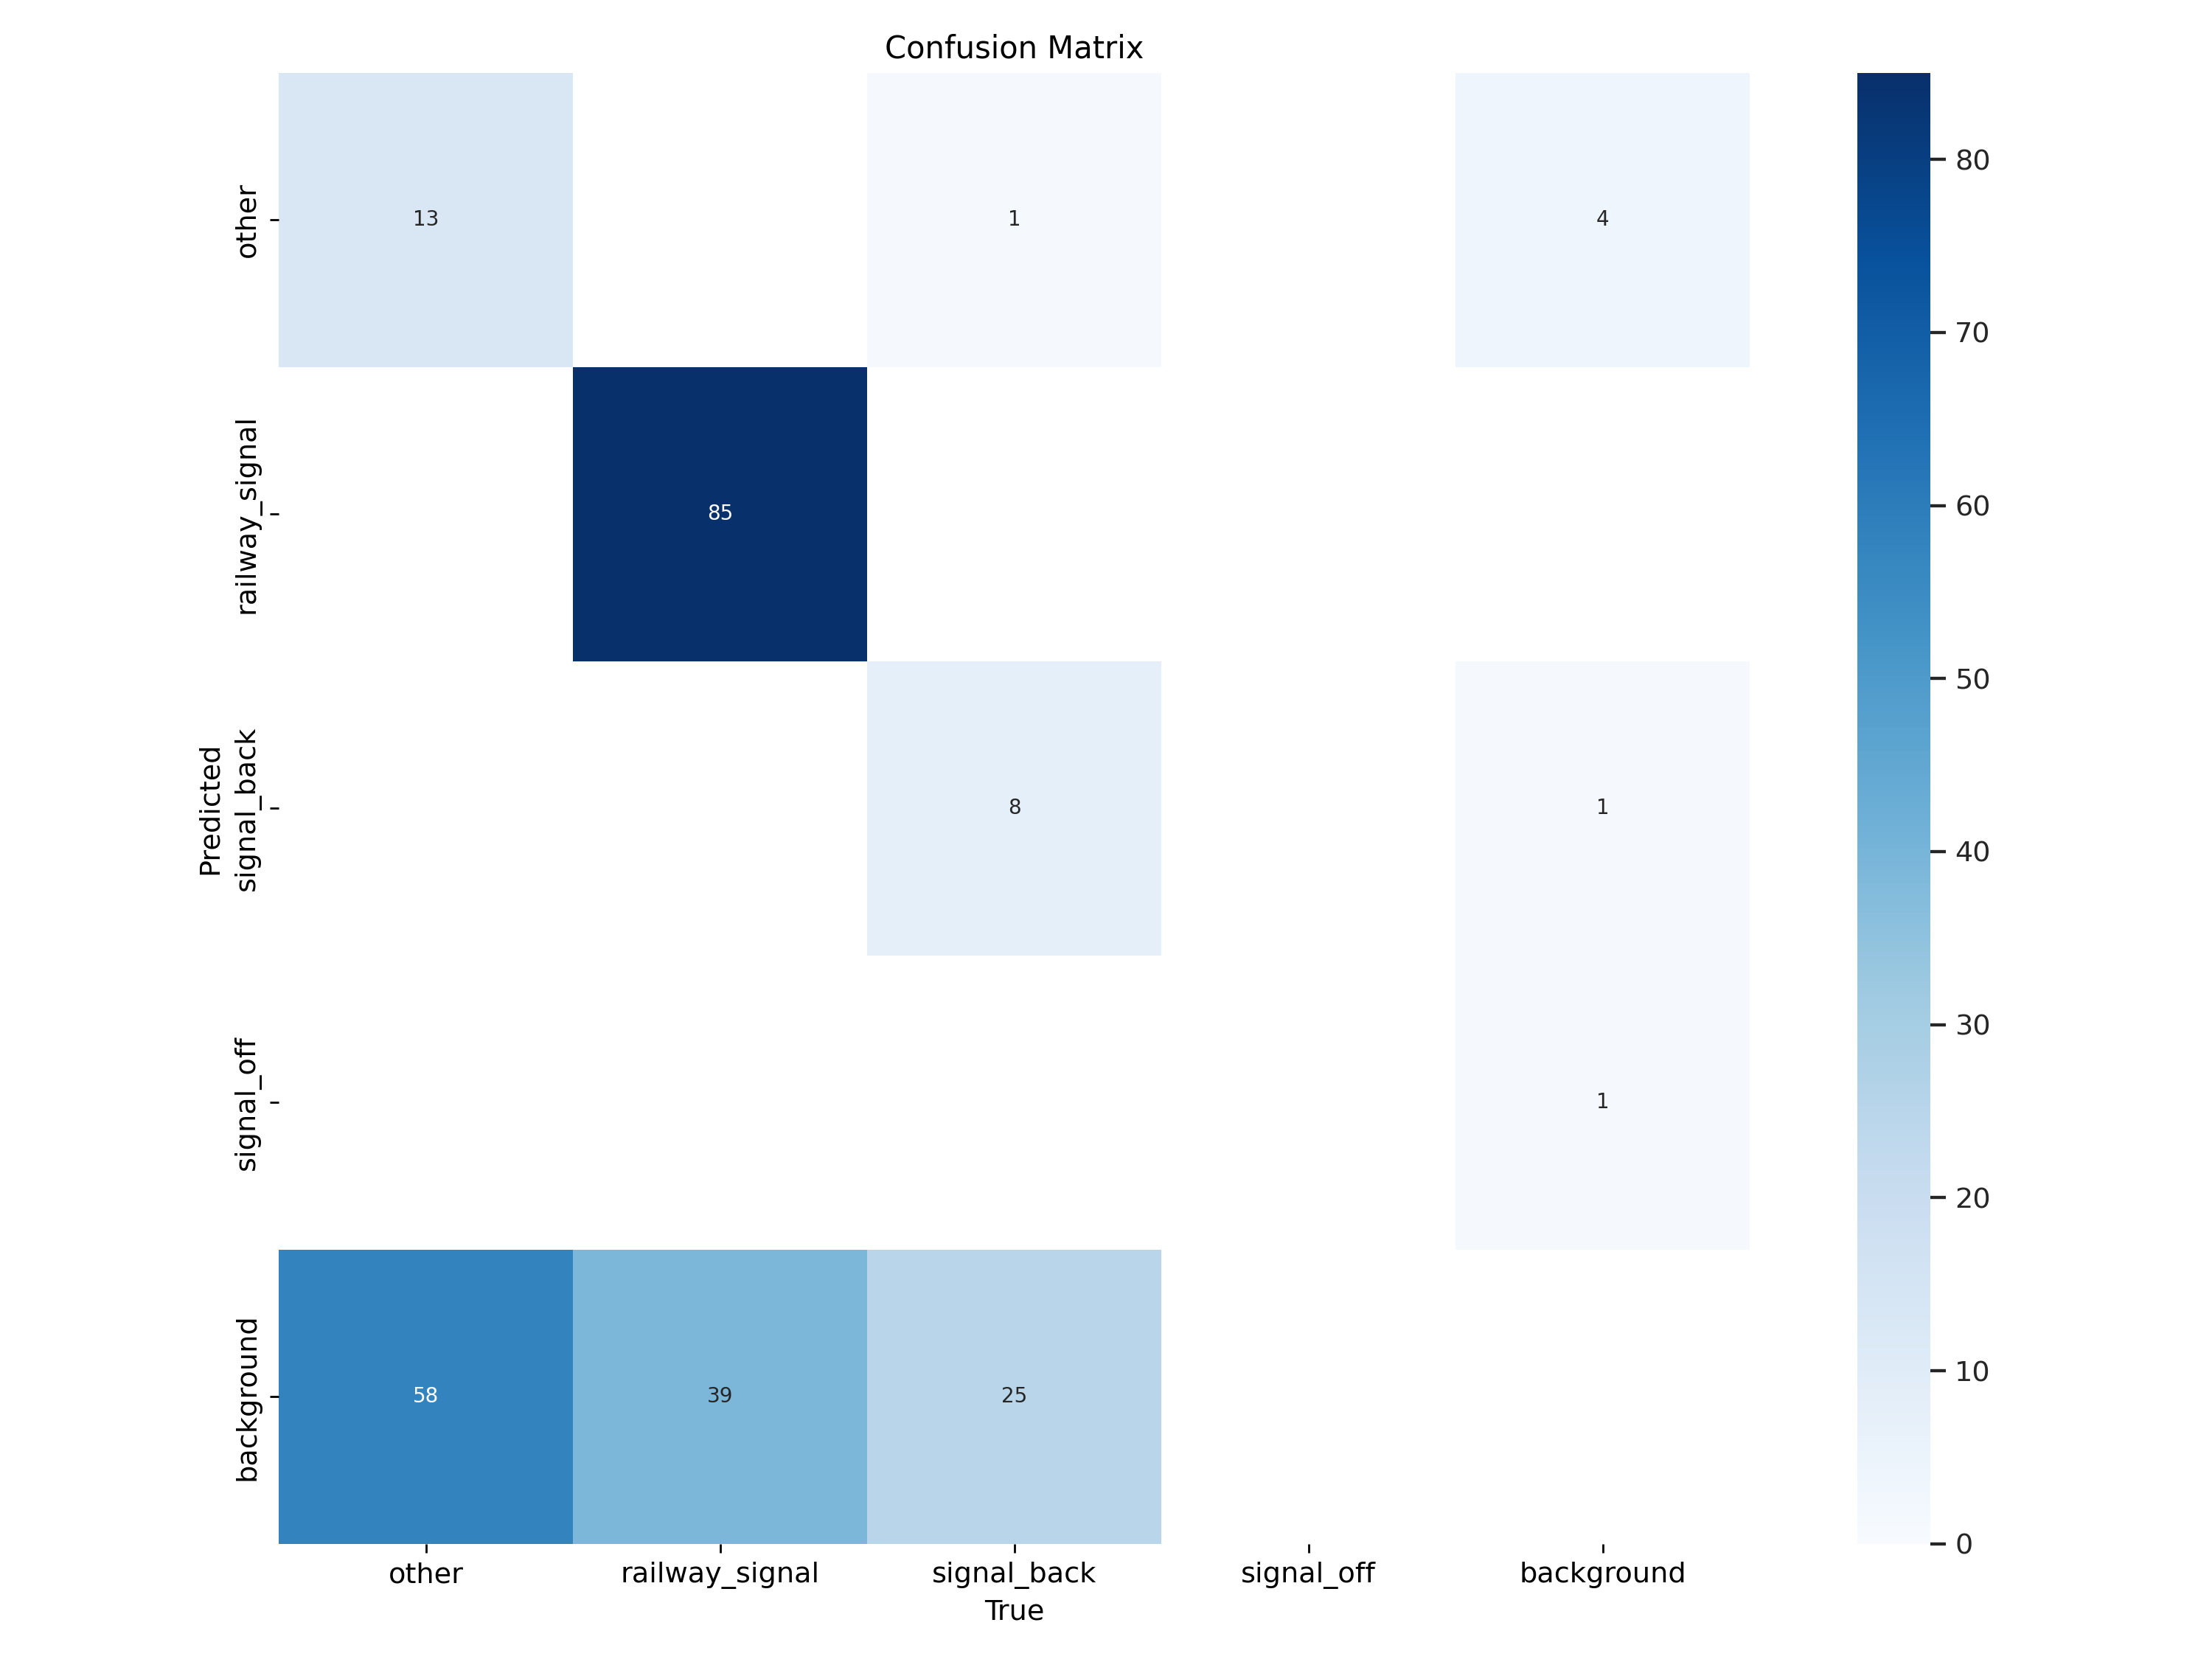 Confusion Matrix
Predicted
other
railway_signal
signal_back
signal_off
background
13
1
4
85
8
1
1
58
39
25
other
railway_signal
signal_back
signal_off
background
True
80
70
60
50
40
30
20
10
0